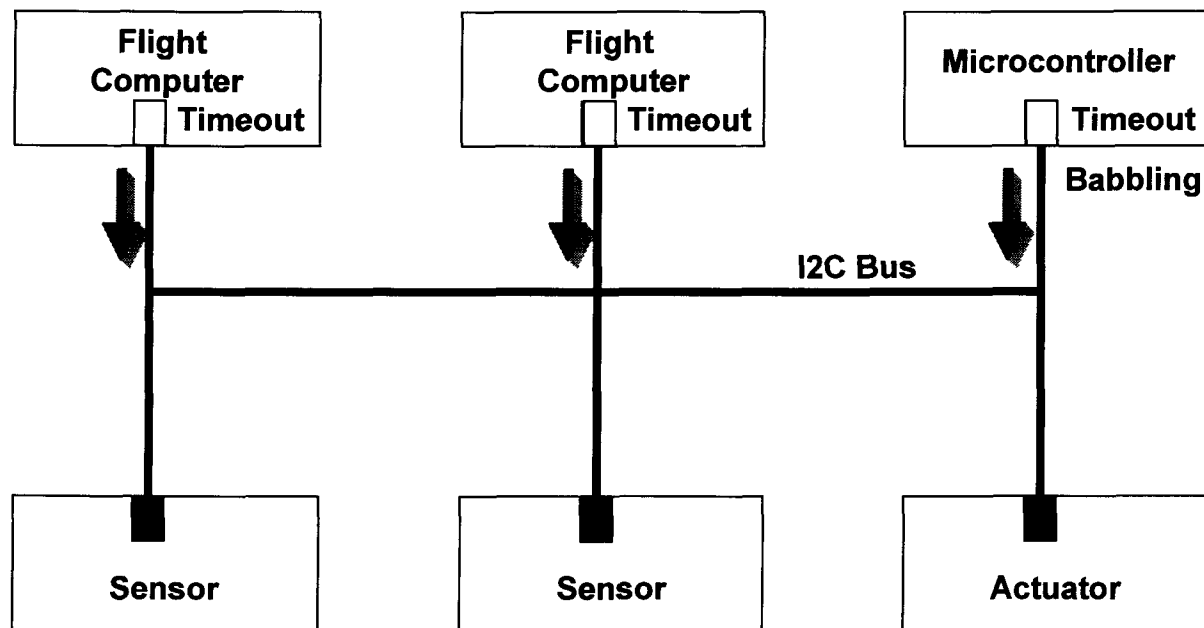 Flight
Computer
Timeout
Flight
Computer
Timeout
Microcontroller
Timeout
Babbling
I2C Bus
Sensor
Sensor
Actuator